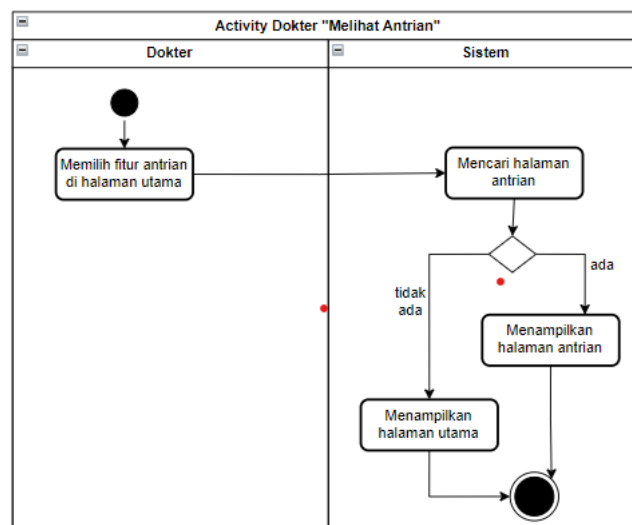 Activity Dokter "Melihat Antrian"
Dokter
Sistem
Memilih fitur antrian
di halaman utama
Mencari halaman
antrian
tidak
ada
ada
Menampilkan
halaman antrian
Menampilkan
halaman utama